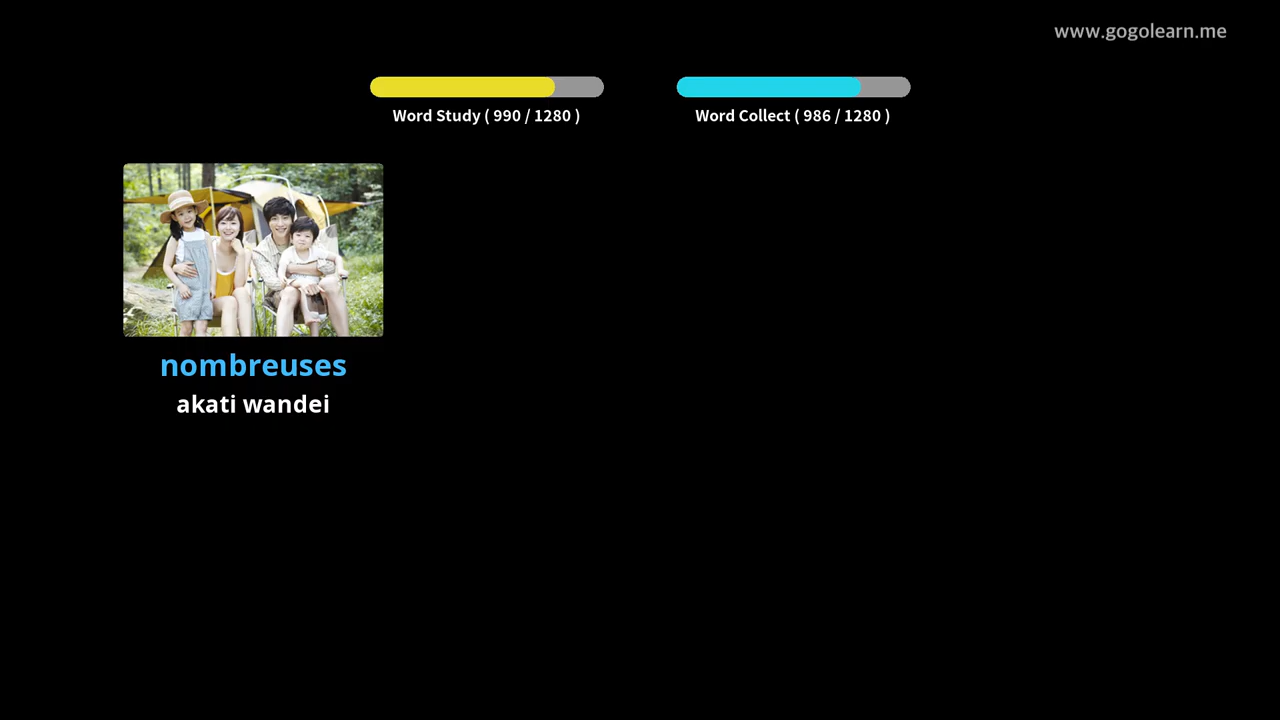 www.gogolearn.me
Word Study ( 990 / 1280 )
Word Collect ( 986 / 1280 )
nombreuses
akati wandei